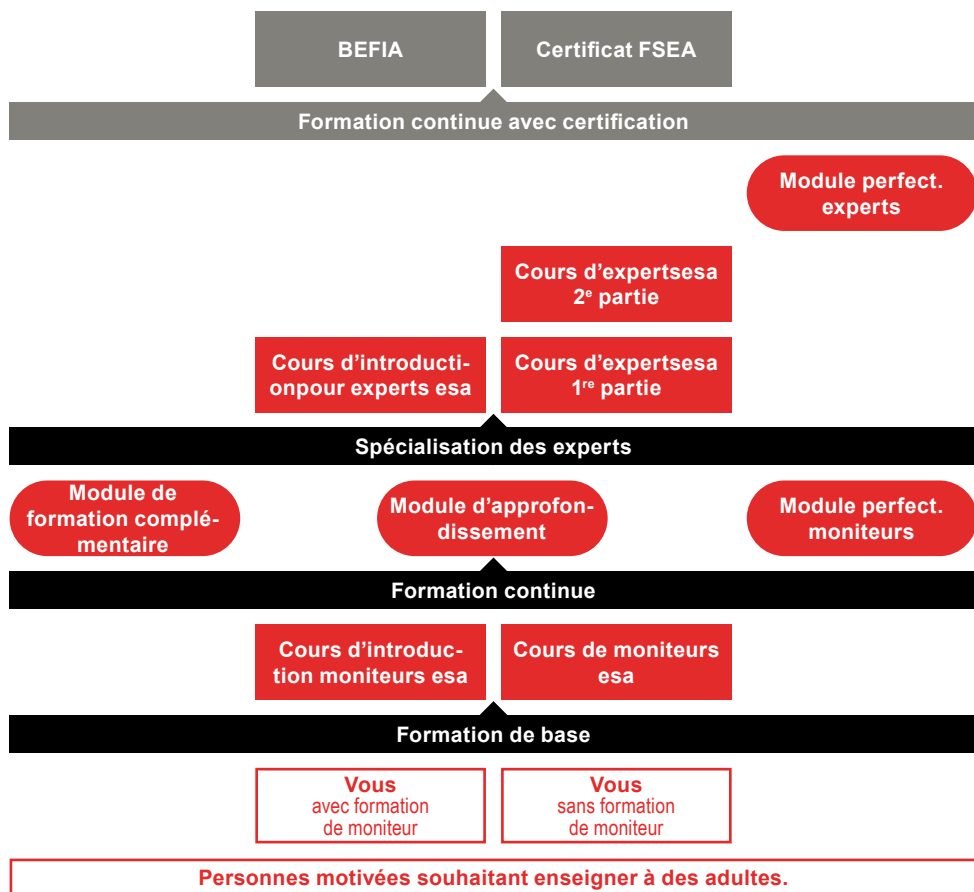 BEFIA
Certificat FSEA
Formation continue avec certification
Module perfect.
experts
Cours d’expertsesa
2e partie
Cours d’introducti-
onpour experts esa
Cours d’expertsesa
1re partie
Spécialisation des experts
Module de
formation complé-
mentaire
Module d’approfon-
dissement
Module perfect.
moniteurs
Formation continue
Cours d’introduc-
tion moniteurs esa
Cours de moniteurs
esa
Formation de base
Vous
avec formation
de moniteur
Vous
sans formation
de moniteur
Personnes motivées souhaitant enseigner à des adultes.